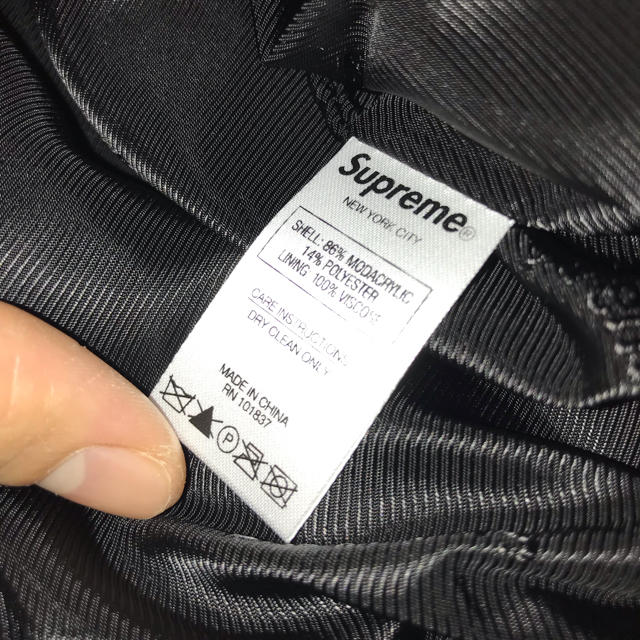 Supreme®
NEW YORK CITY
SHELL: 86% MODACRYLIC
14% POLYESTER
LINING: 100% VISCOSE
CARE INSTRUCTIONS
DRY CLEAN ONLY
MADE IN CHINA
RN 101837
P